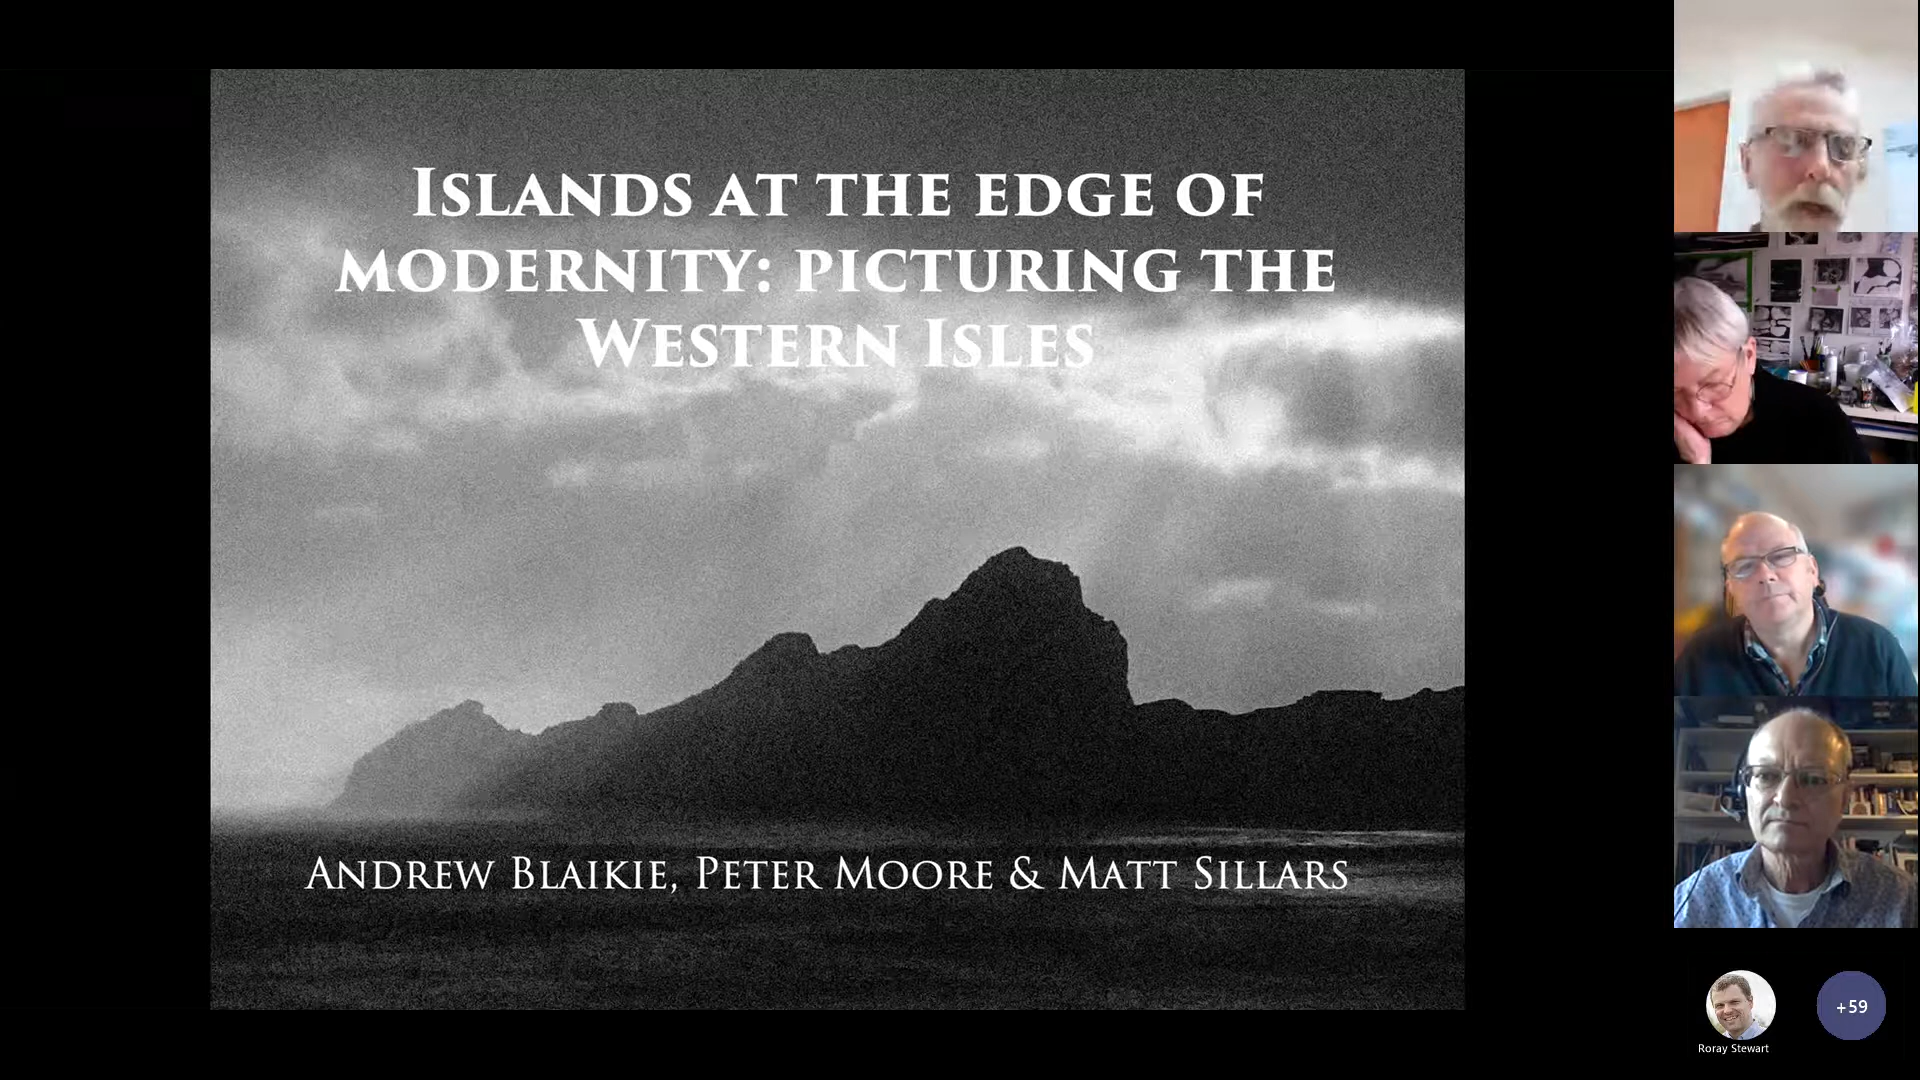 Islands at the edge of
modernity: picturing the
Western Isles
Andrew Blaikie, Peter Moore & Matt Sillars
+59
Roray Stewart